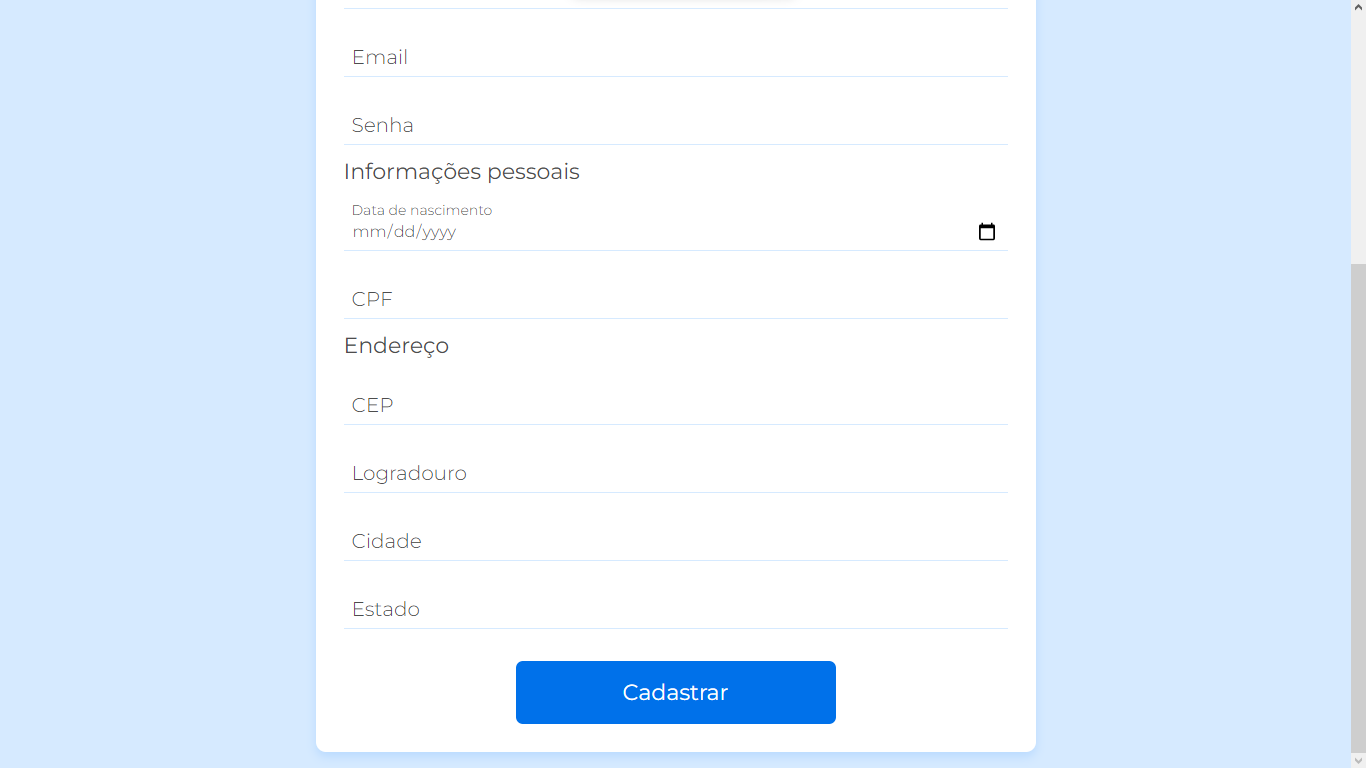 Email
Senha
Informações pessoais
Data de nascimento
mm/dd/yyyy
CPF
Endereço
CEP
Logradouro
Cidade
Estado
Cadastrar